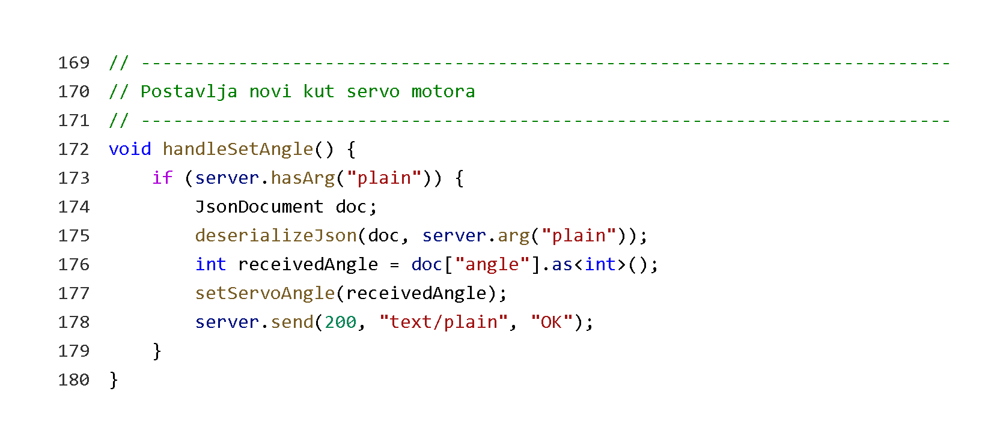 169 // ---------------------------------------------------------------------------
170 // Postavlja novi kut servo motora
171 // ---------------------------------------------------------------------------
172 void handleSetAngle() {
173     if (server.hasArg("plain")) {
174         JsonDocument doc;
175         deserializeJson(doc, server.arg("plain"));
176         int receivedAngle = doc["angle"].as<int>();
177         setServoAngle(receivedAngle);
178         server.send(200, "text/plain", "OK");
179     }
180 }